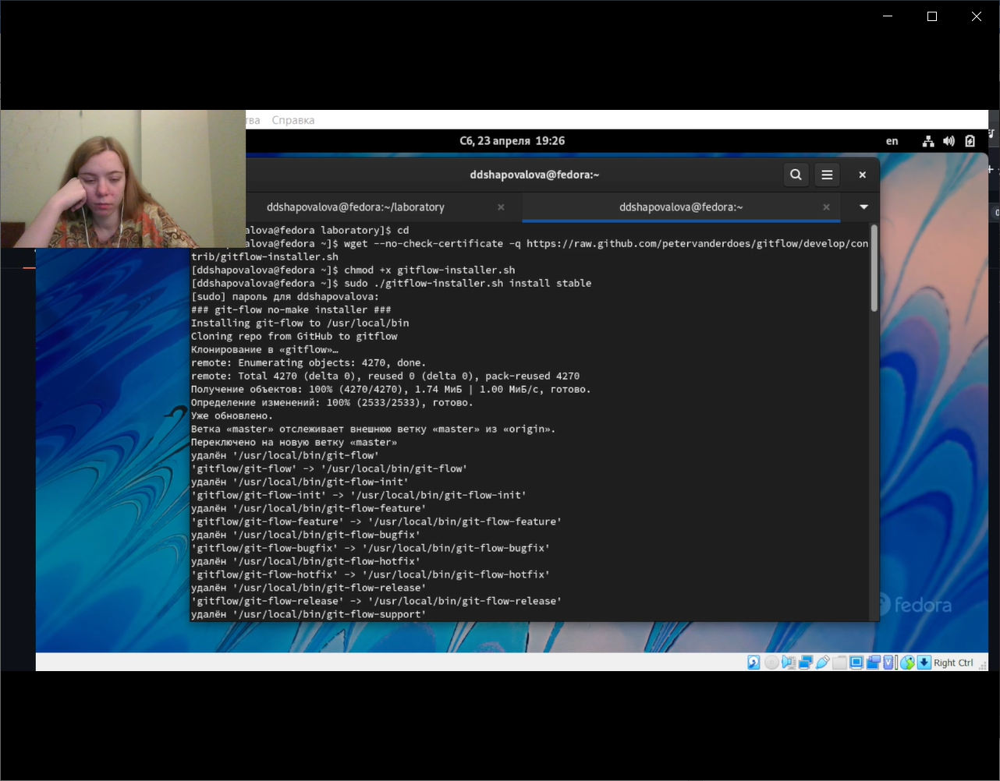 тва Справка
Сб, 23 апреля 19:26
en
ddshapovalova@fedora:~
ddshapovalova@fedora:~/laboratory
ddshapovalova@fedora:~
alova@fedora laboratory]$ cd
alova@fedora ~]$ wget --no-check-certificate -q https://raw.github.com/petervanderdoes/gitflow/develop/con
trib/gitflow-installer.sh
[ddshapovalova@fedora ~]$ chmod +x gitflow-installer.sh
[ddshapovalova@fedora ~]$ sudo ./gitflow-installer.sh install stable
[sudo] пароль для ddshapovalova:
### git-flow no-make installer ###
Installing git-flow to /usr/local/bin
Cloning repo from GitHub to gitflow
Клонирование в «gitflow»…
remote: Enumerating objects: 4270, done.
remote: Total 4270 (delta 0), reused 0 (delta 0), pack-reused 4270
Получение объектов: 100% (4270/4270), 1.74 МиБ | 1.00 МиБ/с, готово.
Определение изменений: 100% (2533/2533), готово.
Уже обновлено.
Ветка «master» отслеживает внешнюю ветку «master» из «origin».
Переключено на новую ветку «master»
удалён '/usr/local/bin/git-flow'
'gitflow/git-flow' -> '/usr/local/bin/git-flow'
удалён '/usr/local/bin/git-flow-init'
'gitflow/git-flow-init' -> '/usr/local/bin/git-flow-init'
удалён '/usr/local/bin/git-flow-feature'
'gitflow/git-flow-feature' -> '/usr/local/bin/git-flow-feature'
удалён '/usr/local/bin/git-flow-bugfix'
'gitflow/git-flow-bugfix' -> '/usr/local/bin/git-flow-bugfix'
удалён '/usr/local/bin/git-flow-hotfix'
'gitflow/git-flow-hotfix' -> '/usr/local/bin/git-flow-hotfix'
удалён '/usr/local/bin/git-flow-release'
'gitflow/git-flow-release' -> '/usr/local/bin/git-flow-release'
удалён '/usr/local/bin/git-flow-support'
fedora
Right Ctrl